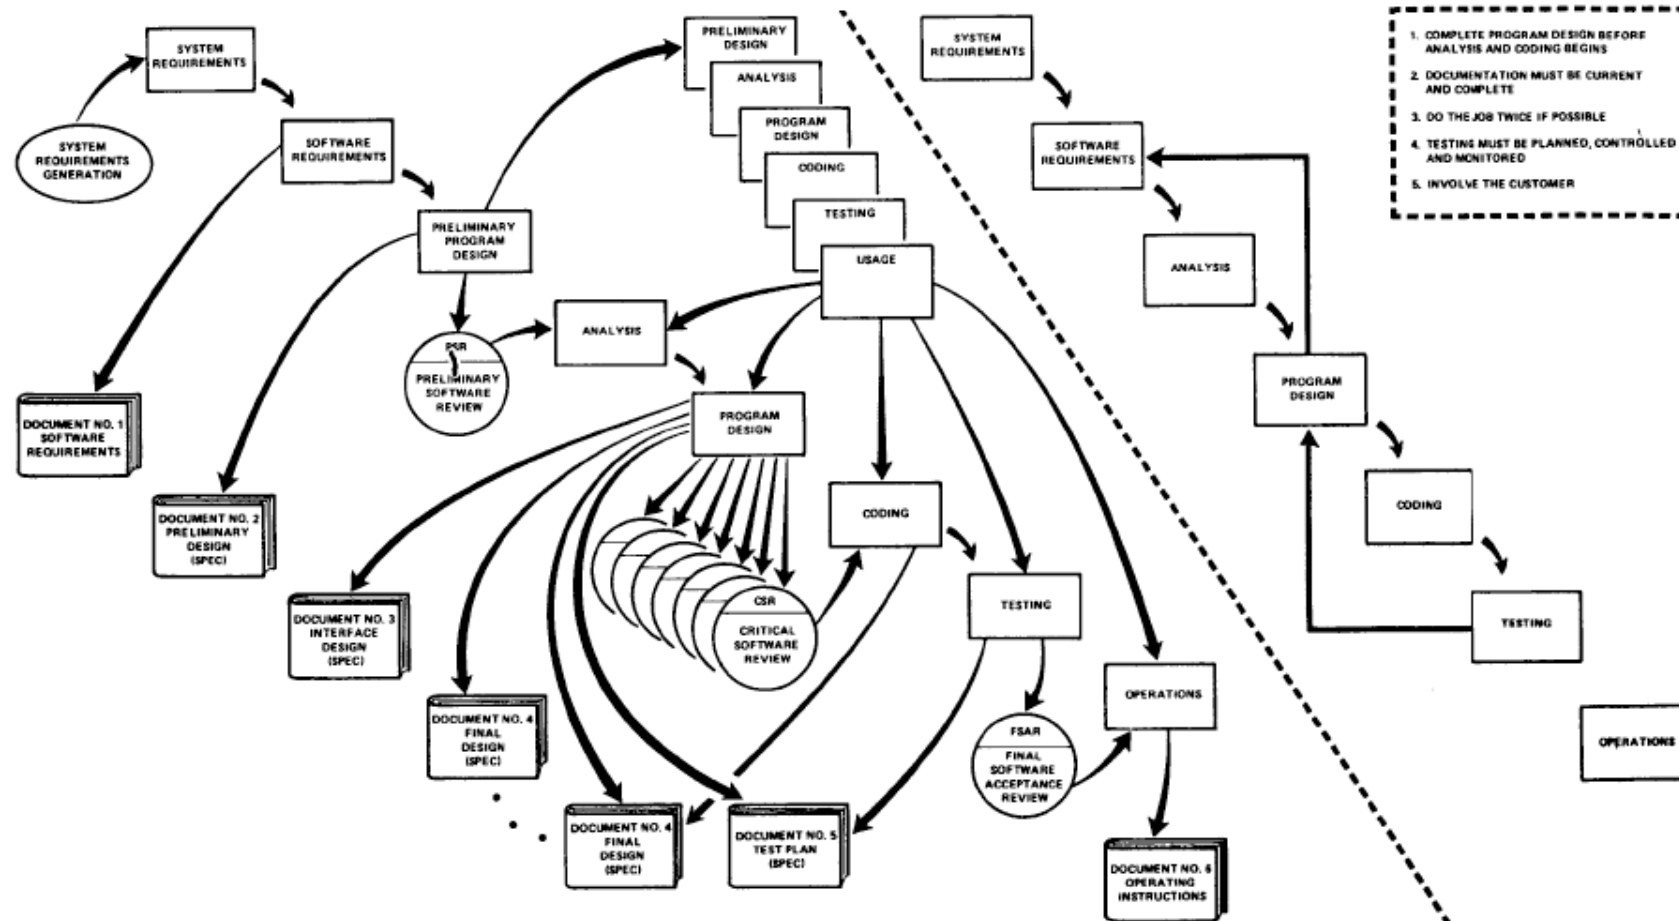 SYSTEM
REQUIREMENTS
SYSTEM
REQUIREMENTS
GENERATION
SOFTWARE
REQUIREMENTS
PRELIMINARY
PROGRAM
DESIGN
PSR
PRELIMINARY
SOFTWARE
REVIEW
PRELIMINARY
DESIGN
ANALYSIS
PROGRAM
DESIGN
CODING
TESTING
USAGE
ANALYSIS
PROGRAM
DESIGN
CSR
CRITICAL
SOFTWARE
REVIEW
CODING
TESTING
FSAR
FINAL
SOFTWARE
ACCEPTANCE
REVIEW
OPERATIONS
DOCUMENT NO. 1
SOFTWARE
REQUIREMENTS
DOCUMENT NO. 2
PRELIMINARY
DESIGN
(SPEC)
DOCUMENT NO. 3
INTERFACE
DESIGN
(SPEC)
DOCUMENT NO. 4
FINAL
DESIGN
(SPEC)
DOCUMENT NO. 4
FINAL
DESIGN
(SPEC)
DOCUMENT NO. 5
TEST PLAN
(SPEC)
DOCUMENT NO. 6
OPERATING
INSTRUCTIONS
SYSTEM
REQUIREMENTS
SOFTWARE
REQUIREMENTS
ANALYSIS
PROGRAM
DESIGN
CODING
TESTING
OPERATIONS
1. COMPLETE PROGRAM DESIGN BEFORE
ANALYSIS AND CODING BEGINS
2. DOCUMENTATION MUST BE CURRENT
AND COMPLETE
3. DO THE JOB TWICE IF POSSIBLE
4. TESTING MUST BE PLANNED, CONTROLLED
AND MONITORED
5. INVOLVE THE CUSTOMER